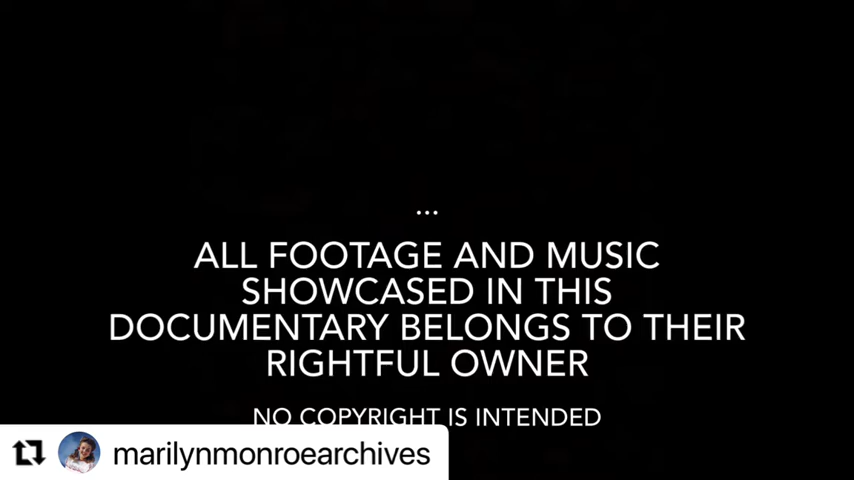 ...
ALL FOOTAGE AND MUSIC
SHOWCASED IN THIS
DOCUMENTARY BELONGS TO THEIR
RIGHTFUL OWNER
NO COPYRIGHT IS INTENDED
marilynmonroearchives